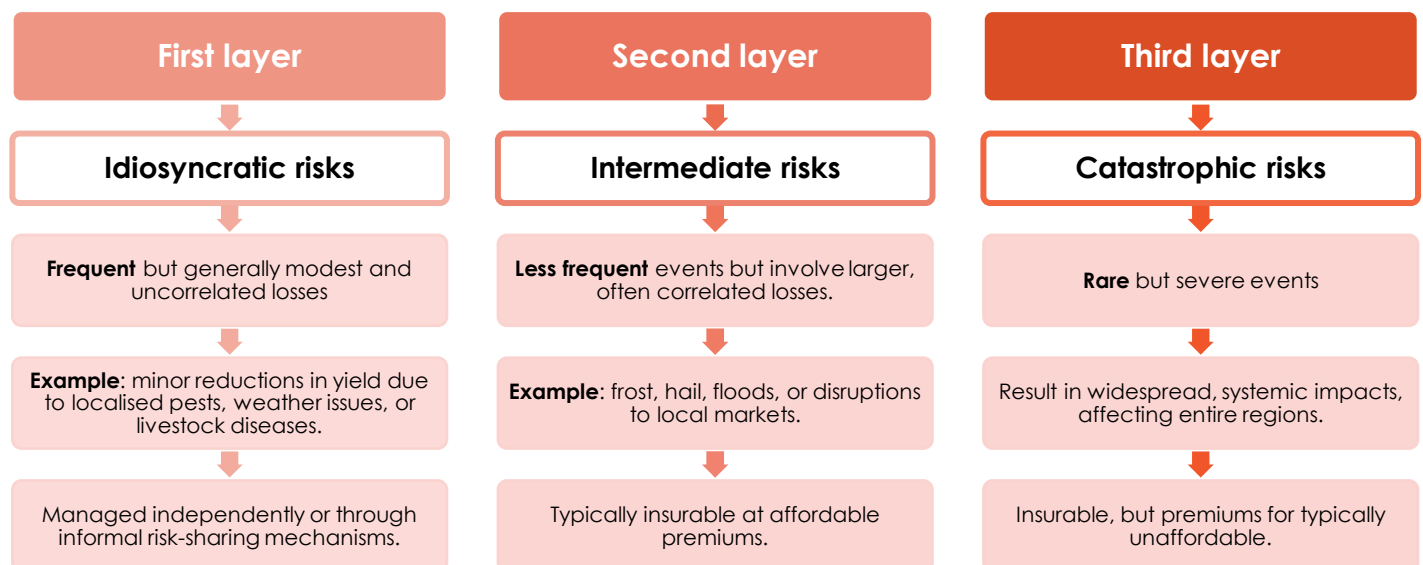 First layer
Idiosyncratic risks
Frequent but generally modest and
uncorrelated losses
Example: minor reductions in yield due
to localised pests, weather issues, or
livestock diseases.
Managed independently or through
informal risk-sharing mechanisms.
Second layer
Intermediate risks
Less frequent events but involve larger,
often correlated losses.
Example: frost, hail, floods, or disruptions
to local markets.
Typically insurable at affordable
premiums.
Third layer
Catastrophic risks
Rare but severe events
Result in widespread, systemic impacts,
affecting entire regions.
Insurable, but premiums for typically
unaffordable.